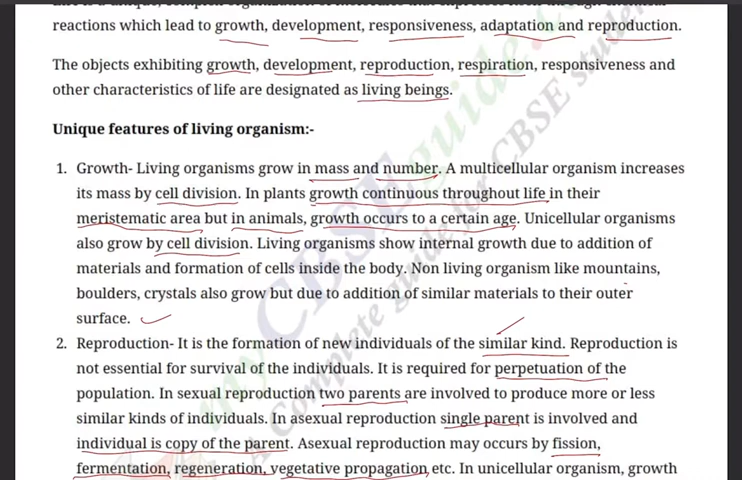 reactions which lead to growth, development, responsiveness, adaptation and reproduction.
The objects exhibiting growth, development, reproduction, respiration, responsiveness and
other characteristics of life are designated as living beings.
Unique features of living organism:-
1. Growth- Living organisms grow in mass and number. A multicellular organism increases
its mass by cell division. In plants growth continuous throughout life in their
meristematic area but in animals, growth occurs to a certain age. Unicellular organisms
also grow by cell division. Living organisms show internal growth due to addition of
materials and formation of cells inside the body. Non living organism like mountains,
boulders, crystals also grow but due to addition of similar materials to their outer
surface.
2. Reproduction- It is the formation of new individuals of the similar kind. Reproduction is
not essential for survival of the individuals. It is required for perpetuation of the
population. In sexual reproduction two parents are involved to produce more or less
similar kinds of individuals. In asexual reproduction single parent is involved and
individual is copy of the parent. Asexual reproduction may occurs by fission,
fermentation, regeneration, vegetative propagation, etc. In unicellular organism, growth
myCBSEguide
A Complete guide for CBSE students